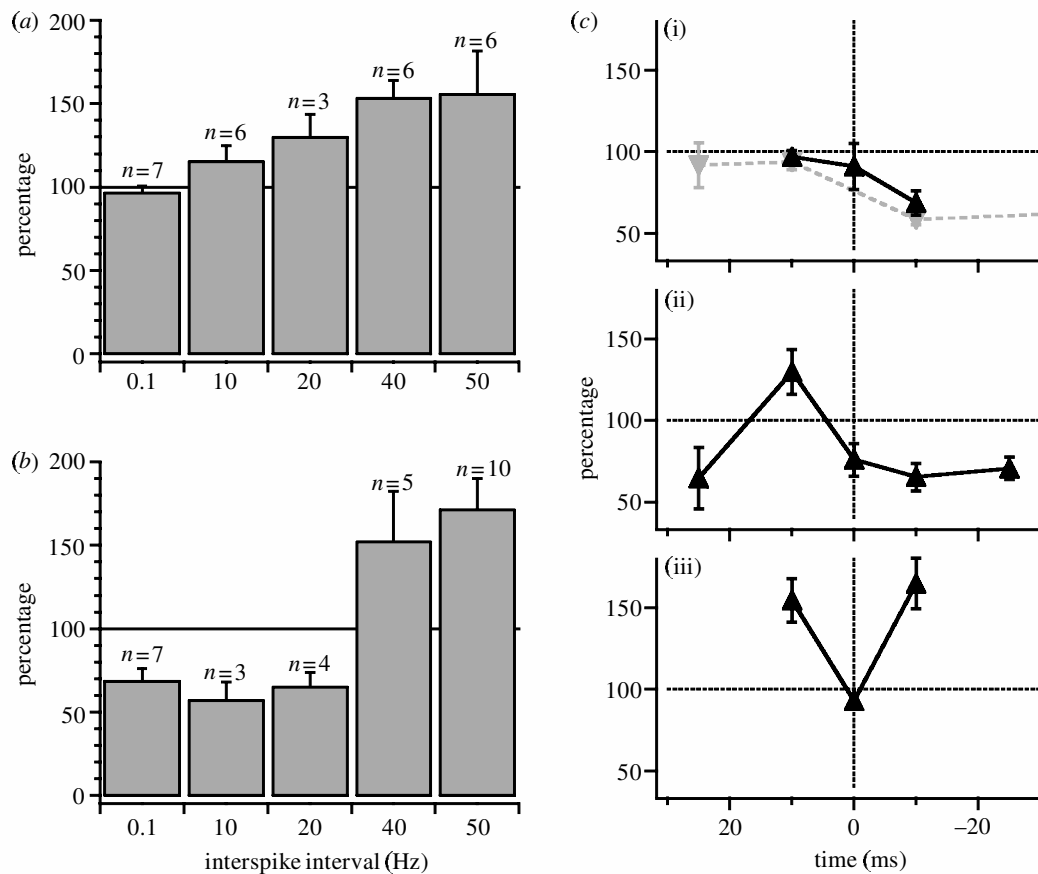 (a)
200
150
100
50
0
percentage
n=7
n=6
n=3
n=6
n=6
0.1 10 20 40 50
(b)
200
150
100
50
0
percentage
n=7
n=3
n=4
n=5
n=10
0.1 10 20 40 50
interspike interval (Hz)
(c)
(i)
150
100
50
(ii)
150
100
50
percentage
(iii)
150
100
50
20 0 –20
time (ms)